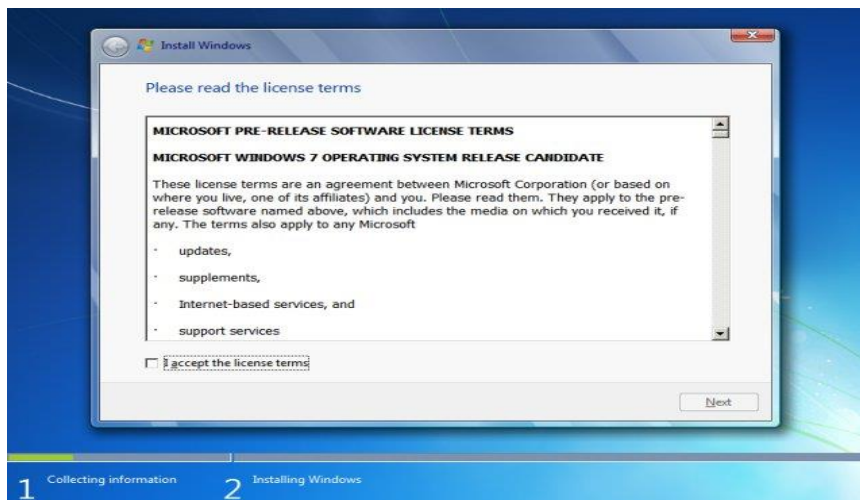 Install Windows
Please read the license terms
MICROSOFT PRE-RELEASE SOFTWARE LICENSE TERMS
MICROSOFT WINDOWS 7 OPERATING SYSTEM RELEASE CANDIDATE
These license terms are an agreement between Microsoft Corporation (or based on
where you live, one of its affiliates) and you. Please read them. They apply to the pre-
release software named above, which includes the media on which you received it, if
any. The terms also apply to any Microsoft
· updates,
· supplements,
· Internet-based services, and
· support services
I accept the license terms
Next
1 Collecting information 2 Installing Windows